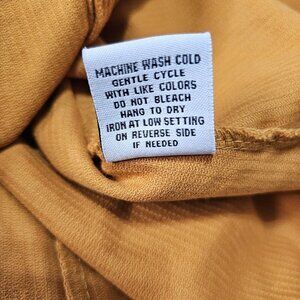 MACHINE WASH COLD
GENTLE CYCLE
WITH LIKE COLORS
DO NOT BLEACH
HANG TO DRY
IRON AT LOW SETTING
ON REVERSE SIDE
IF NEEDED